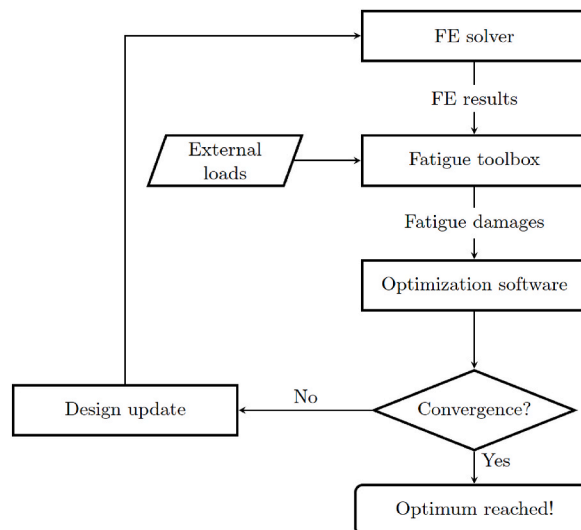 FE solver
FE results
External
loads
Fatigue toolbox
Fatigue damages
Optimization software
Design update
No
Convergence?
Yes
Optimum reached!